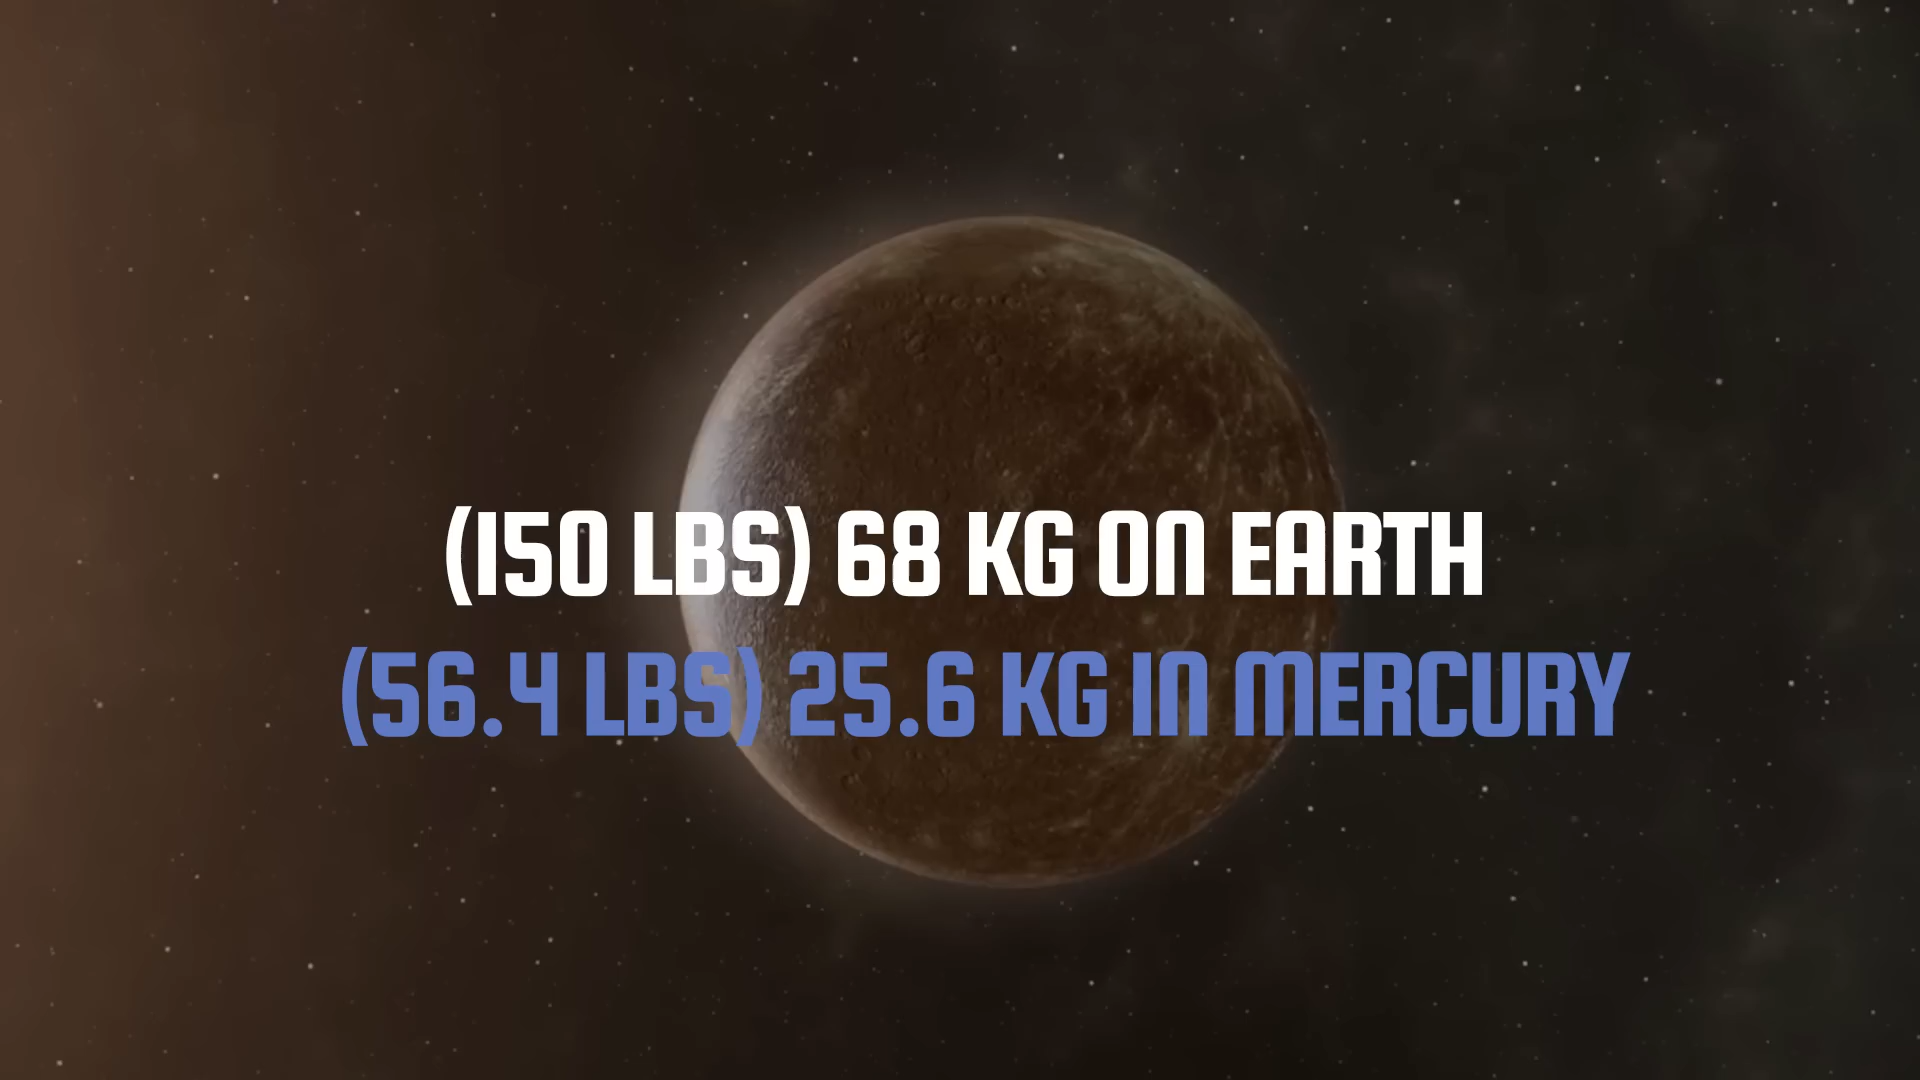 (150 LBS) 68 KG ON EARTH
(56.4 LBS) 25.6 KG IN MERCURY